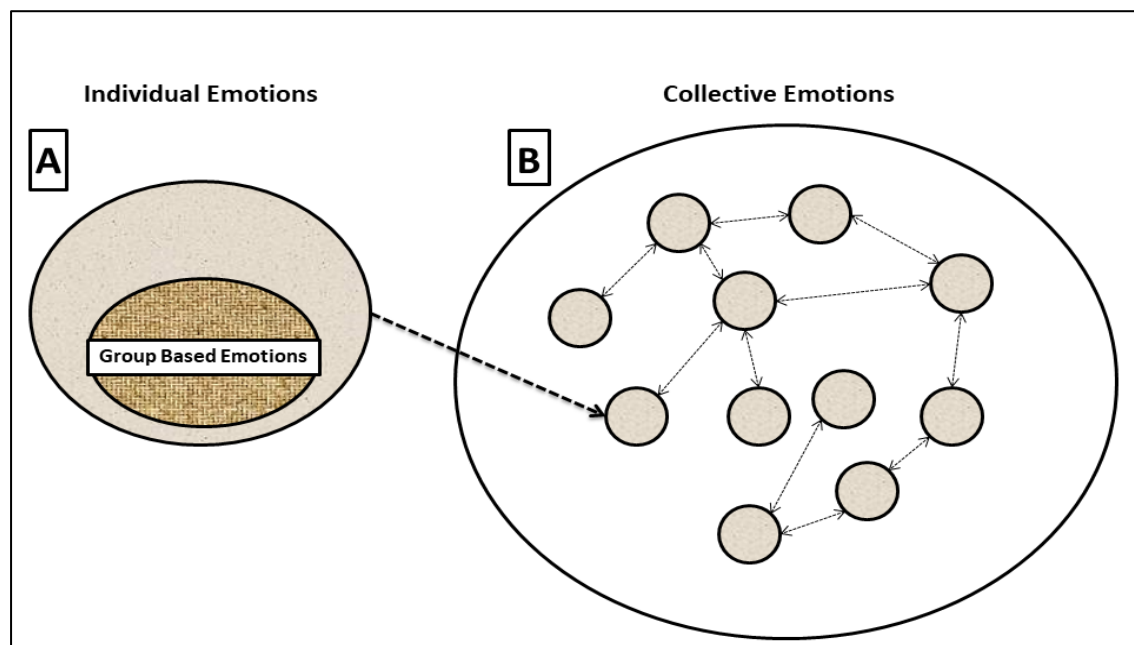 Individual Emotions
Collective Emotions
A
B
Group Based Emotions